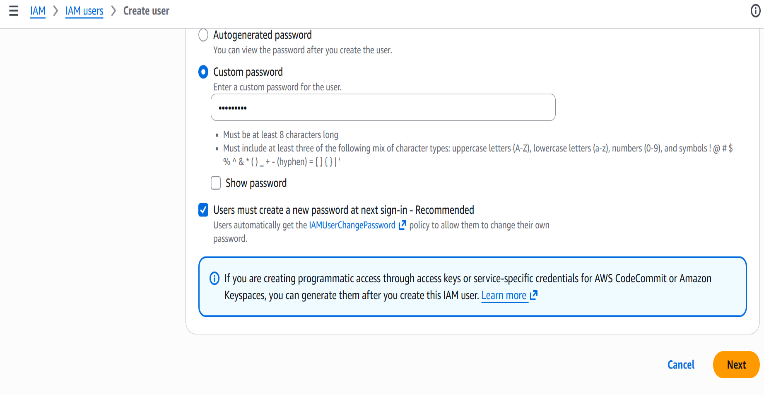 IAM > IAM users > Create user
Autogenerated password
You can view the password after you create the user.
Custom password
Enter a custom password for the user.
•••••••••
• Must be at least 8 characters long
• Must include at least three of the following mix of character types: uppercase letters (A-Z), lowercase letters (a-z), numbers (0-9), and symbols ! @ # $
% ^ & * ( ) _ + - (hyphen) = [ ] { } | '
Show password
Users must create a new password at next sign-in - Recommended
Users automatically get the IAMUserChangePassword policy to allow them to change their own
password.
If you are creating programmatic access through access keys or service-specific credentials for AWS CodeCommit or Amazon
Keyspaces, you can generate them after you create this IAM user. Learn more
Cancel
Next